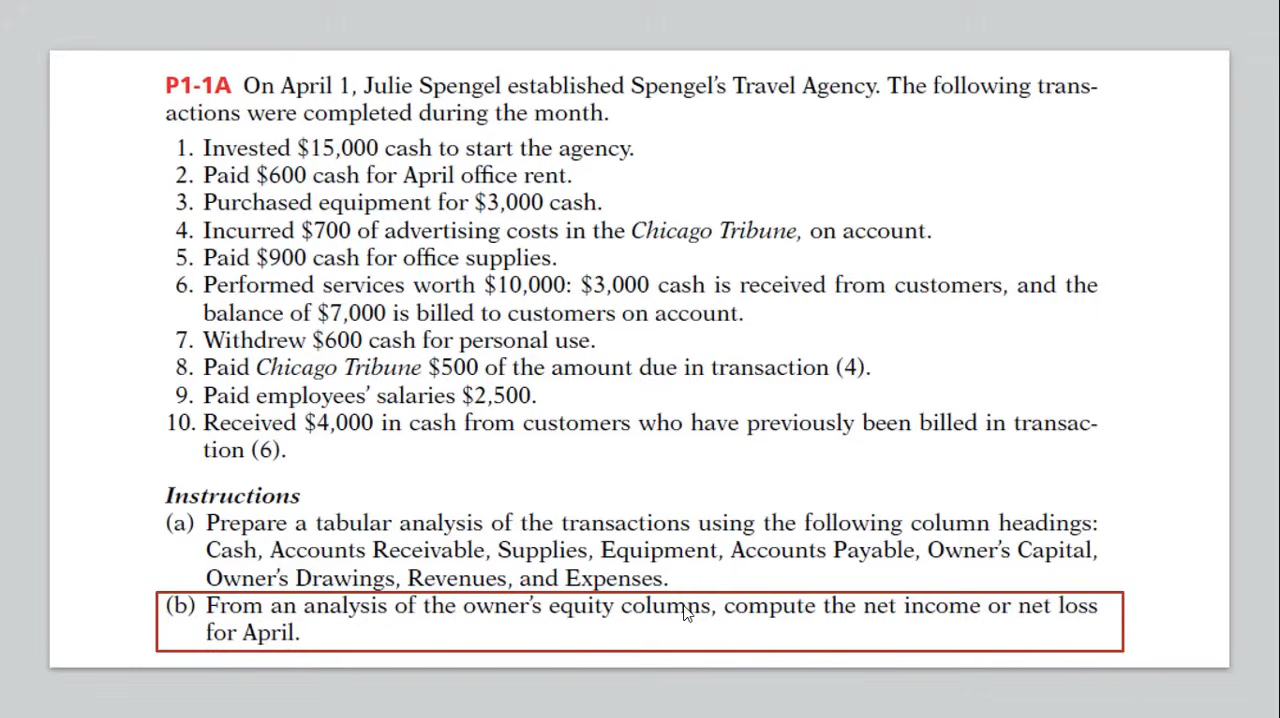 P1-1A On April 1, Julie Spengel established Spengel's Travel Agency. The following trans-
actions were completed during the month.
1. Invested $15,000 cash to start the agency.
2. Paid $600 cash for April office rent.
3. Purchased equipment for $3,000 cash.
4. Incurred $700 of advertising costs in the Chicago Tribune, on account.
5. Paid $900 cash for office supplies.
6. Performed services worth $10,000: $3,000 cash is received from customers, and the
balance of $7,000 is billed to customers on account.
7. Withdrew $600 cash for personal use.
8. Paid Chicago Tribune $500 of the amount due in transaction (4).
9. Paid employees' salaries $2,500.
10. Received $4,000 in cash from customers who have previously been billed in transac-
tion (6).
Instructions
(a) Prepare a tabular analysis of the transactions using the following column headings:
Cash, Accounts Receivable, Supplies, Equipment, Accounts Payable, Owner's Capital,
Owner's Drawings, Revenues, and Expenses.
(b) From an analysis of the owner's equity columns, compute the net income or net loss
for April.